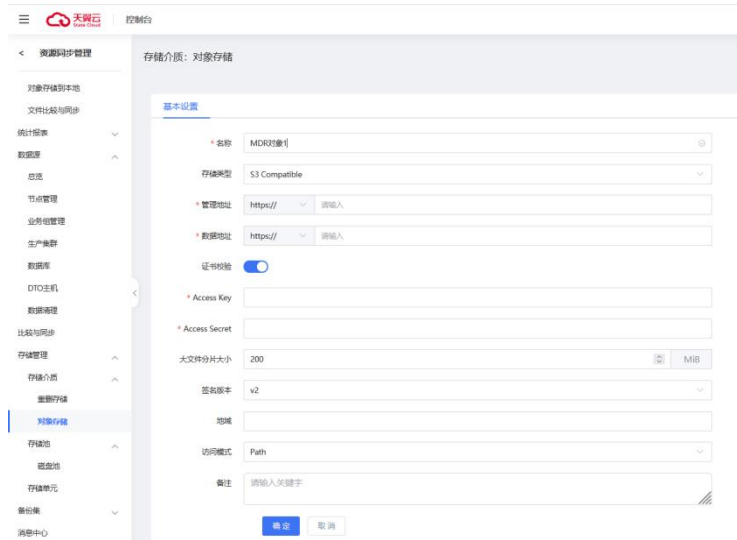 天翼云 控制台
State Cloud
< 资源同步管理
存储介质：对象存储
对象存储到本地
文件比较与同步
统计报表
数据源
总览
节点管理
业务组管理
生产集群
数据库
DTO主机
数据清理
比较与同步
存储管理
存储介质
重删存储
对象存储
存储池
磁盘池
存储单元
备份集
消息中心
基本设置
* 名称 MDR对象1
存储类型 S3 Compatible
* 管理地址 https:// 请输入
* 数据地址 https:// 请输入
证书校验
* Access Key
* Access Secret
大文件分片大小 200 MiB
签名版本 v2
地域
访问模式 Path
备注 请输入关键字
确定 取消